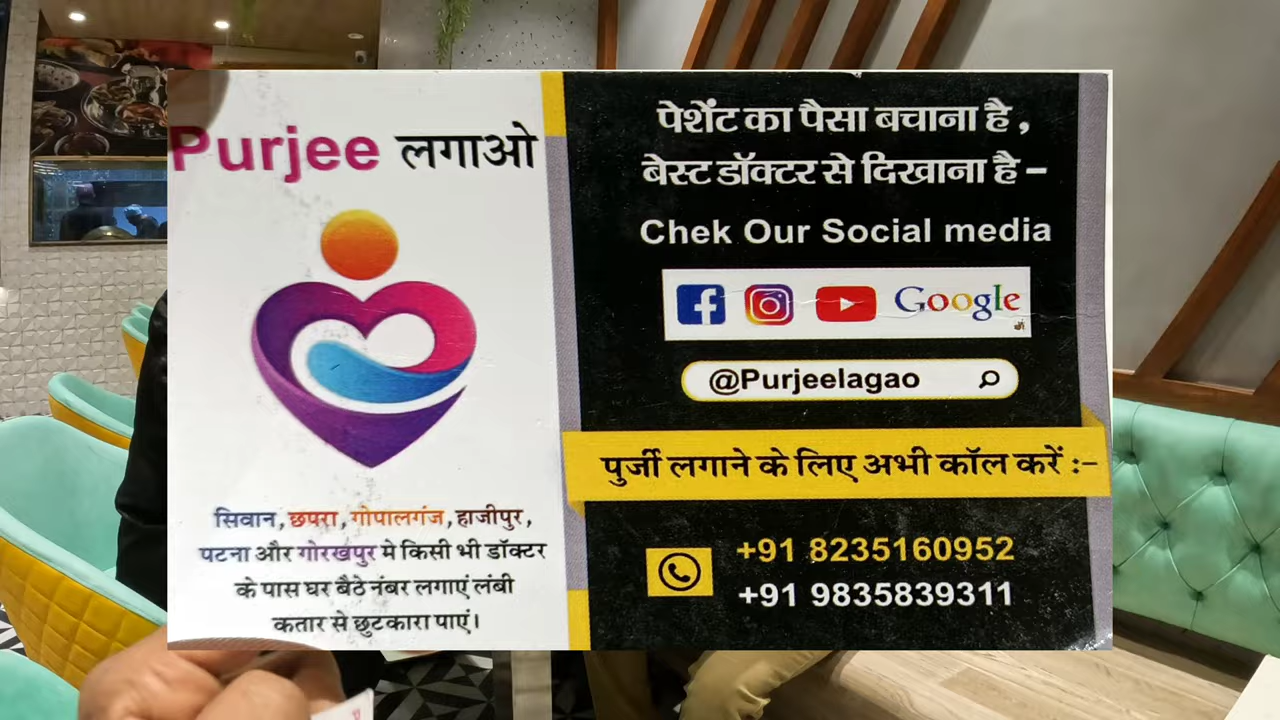 Purjee लगाओ
सिवान, छपरा, गोपालगंज, हाजीपुर,
पटना और गोरखपुर मे किसी भी डॉक्टर
के पास घर बैठे नंबर लगाएं लंबी
कतार से छुटकारा पाएं।
पेशेंट का पैसा बचाना है ,
बेस्ट डॉक्टर से दिखाना है –
Chek Our Social media
Google
@Purjeelagao
पुर्जी लगाने के लिए अभी कॉल करें :-
+91 8235160952
+91 9835839311